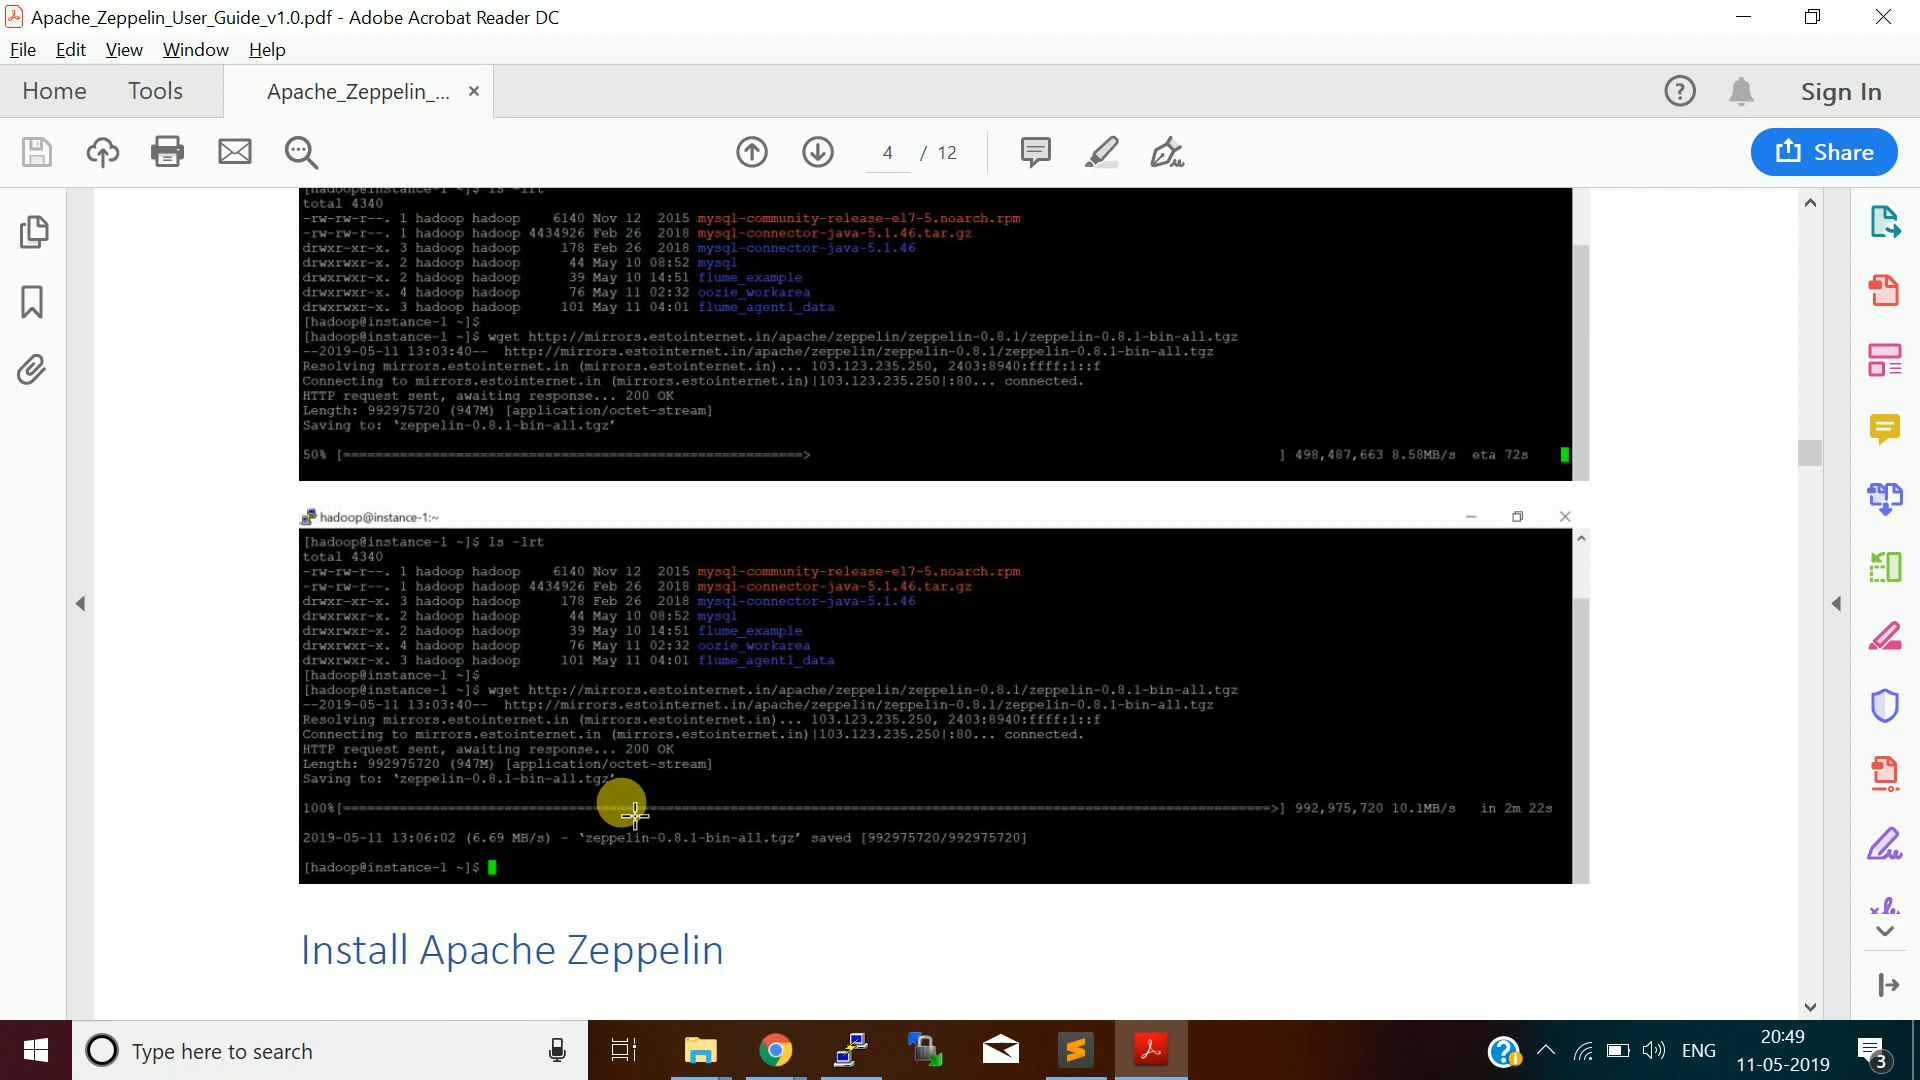 Apache_Zeppelin_User_Guide_v1.0.pdf - Adobe Acrobat Reader DC
File Edit View Window Help
Home Tools Apache_Zeppelin_... × ? Sign In
4 / 12 Share
[hadoop@instance-1 ~]$ ls -lrt
total 4340
-rw-rw-r--. 1 hadoop hadoop 6140 Nov 12 2015 mysql-community-release-el7-5.noarch.rpm
-rw-rw-r--. 1 hadoop hadoop 4434926 Feb 26 2018 mysql-connector-java-5.1.46.tar.gz
drwxr-xr-x. 3 hadoop hadoop 178 Feb 26 2018 mysql-connector-java-5.1.46
drwxrwxr-x. 2 hadoop hadoop 44 May 10 08:52 mysql
drwxrwxr-x. 2 hadoop hadoop 39 May 10 14:51 flume_example
drwxrwxr-x. 4 hadoop hadoop 76 May 11 02:32 oozie_workarea
drwxrwxr-x. 3 hadoop hadoop 101 May 11 04:01 flume_agent1_data
[hadoop@instance-1 ~]$
[hadoop@instance-1 ~]$ wget http://mirrors.estointernet.in/apache/zeppelin/zeppelin-0.8.1/zeppelin-0.8.1-bin-all.tgz
--2019-05-11 13:03:40-- http://mirrors.estointernet.in/apache/zeppelin/zeppelin-0.8.1/zeppelin-0.8.1-bin-all.tgz
Resolving mirrors.estointernet.in (mirrors.estointernet.in)... 103.123.235.250, 2403:8940:ffff:1::f
Connecting to mirrors.estointernet.in (mirrors.estointernet.in)|103.123.235.250|:80... connected.
HTTP request sent, awaiting response... 200 OK
Length: 992975720 (947M) [application/octet-stream]
Saving to: ‘zeppelin-0.8.1-bin-all.tgz’
50% [=====> ] 498,487,663 8.58MB/s eta 72s
hadoop@instance-1:~
[hadoop@instance-1 ~]$ ls -lrt
total 4340
-rw-rw-r--. 1 hadoop hadoop 6140 Nov 12 2015 mysql-community-release-el7-5.noarch.rpm
-rw-rw-r--. 1 hadoop hadoop 4434926 Feb 26 2018 mysql-connector-java-5.1.46.tar.gz
drwxr-xr-x. 3 hadoop hadoop 178 Feb 26 2018 mysql-connector-java-5.1.46
drwxrwxr-x. 2 hadoop hadoop 44 May 10 08:52 mysql
drwxrwxr-x. 2 hadoop hadoop 39 May 10 14:51 flume_example
drwxrwxr-x. 4 hadoop hadoop 76 May 11 02:32 oozie_workarea
drwxrwxr-x. 3 hadoop hadoop 101 May 11 04:01 flume_agent1_data
[hadoop@instance-1 ~]$
[hadoop@instance-1 ~]$ wget http://mirrors.estointernet.in/apache/zeppelin/zeppelin-0.8.1/zeppelin-0.8.1-bin-all.tgz
--2019-05-11 13:03:40-- http://mirrors.estointernet.in/apache/zeppelin/zeppelin-0.8.1/zeppelin-0.8.1-bin-all.tgz
Resolving mirrors.estointernet.in (mirrors.estointernet.in)... 103.123.235.250, 2403:8940:ffff:1::f
Connecting to mirrors.estointernet.in (mirrors.estointernet.in)|103.123.235.250|:80... connected.
HTTP request sent, awaiting response... 200 OK
Length: 992975720 (947M) [application/octet-stream]
Saving to: ‘zeppelin-0.8.1-bin-all.tgz’
100%[=====>] 992,975,720 10.1MB/s in 2m 22s
2019-05-11 13:06:02 (6.69 MB/s) - ‘zeppelin-0.8.1-bin-all.tgz’ saved [992975720/992975720]
[hadoop@instance-1 ~]$
Install Apache Zeppelin
Type here to search ENG 20:49
11-05-2019 3